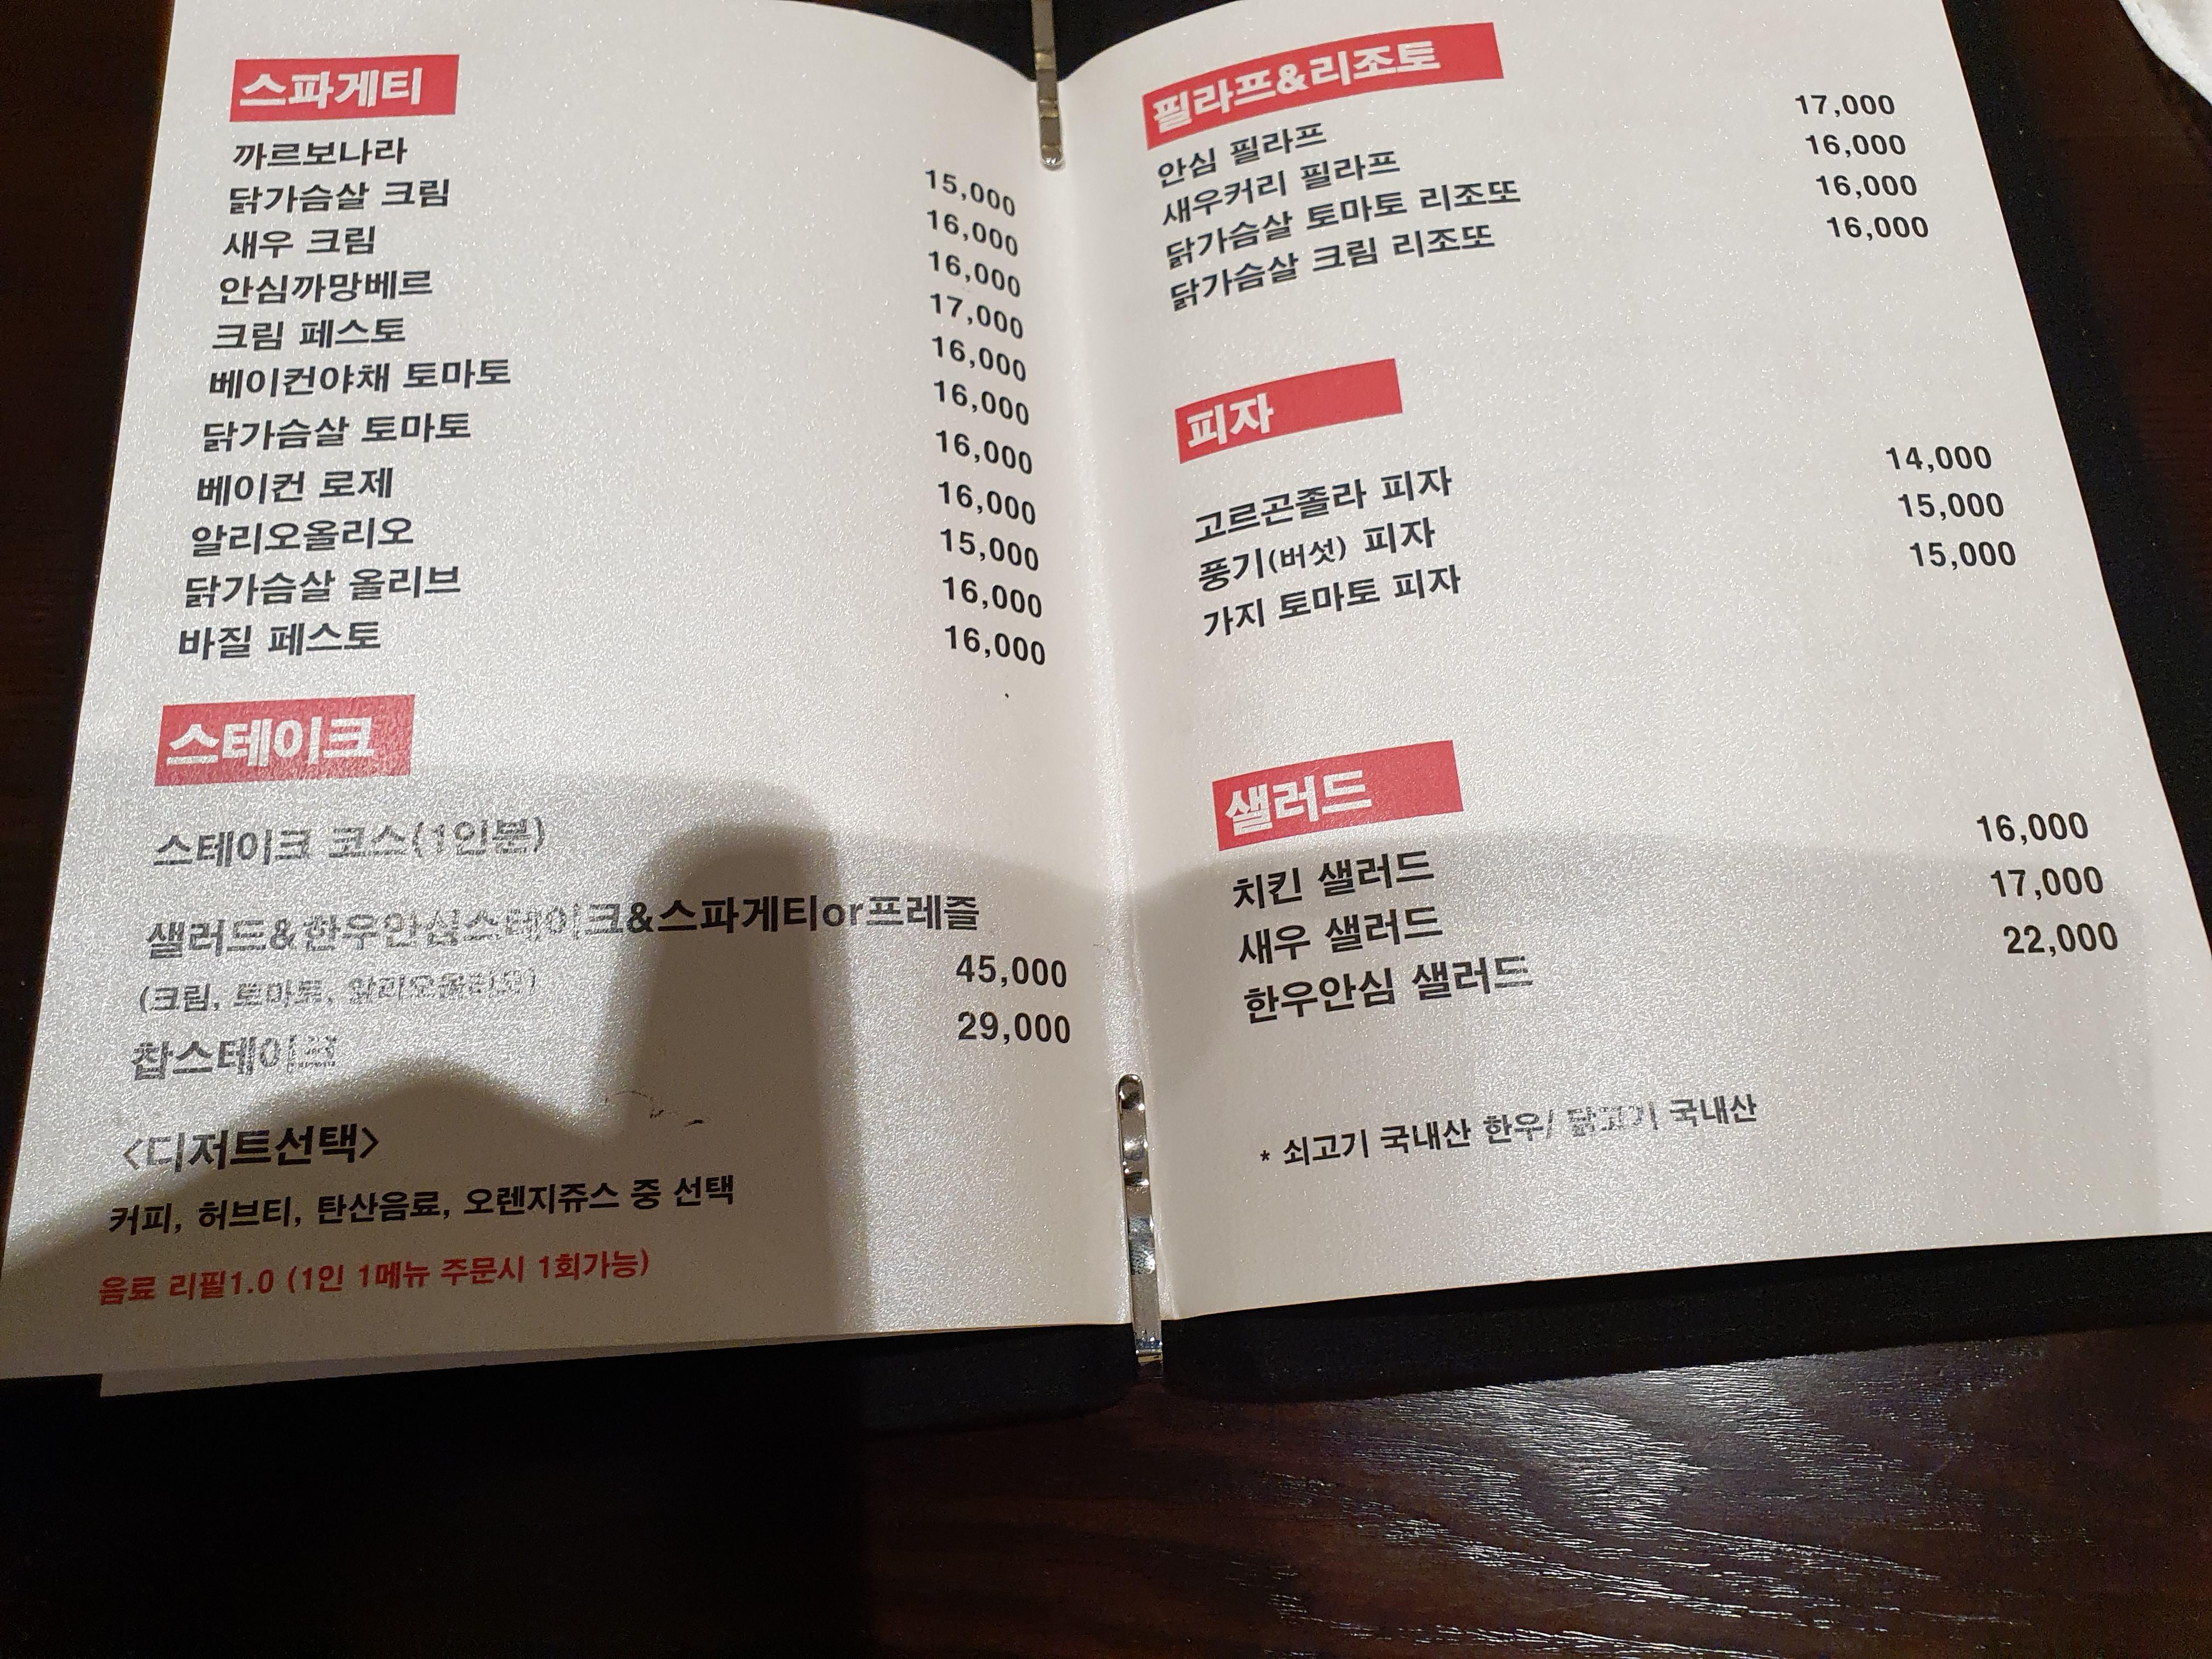 스파게티
까르보나라 15,000
닭가슴살 크림 16,000
새우 크림 16,000
안심까망베르 17,000
크림 페스토 16,000
베이컨야채 토마토 16,000
닭가슴살 토마토 16,000
베이컨 로제 16,000
알리오올리오 15,000
닭가슴살 올리브 16,000
바질 페스토 16,000
스테이크
스테이크 코스(1인분)
샐러드&한우안심스테이크&스파게티or프레즐
45,000
(크림, 토마토, 알리오올리오)
찹스테이크 29,000
<디저트선택>
커피, 허브티, 탄산음료, 오렌지쥬스 중 선택
음료 리필1.0 (1인 1메뉴 주문시 1회가능)
필라프&리조토
안심 필라프 17,000
새우커리 필라프 16,000
닭가슴살 토마토 리조또 16,000
닭가슴살 크림 리조또 16,000
피자
고르곤졸라 피자 14,000
풍기(버섯) 피자 15,000
가지 토마토 피자 15,000
샐러드
치킨 샐러드 16,000
새우 샐러드 17,000
한우안심 샐러드 22,000
* 쇠고기 국내산 한우/ 닭고기 국내산